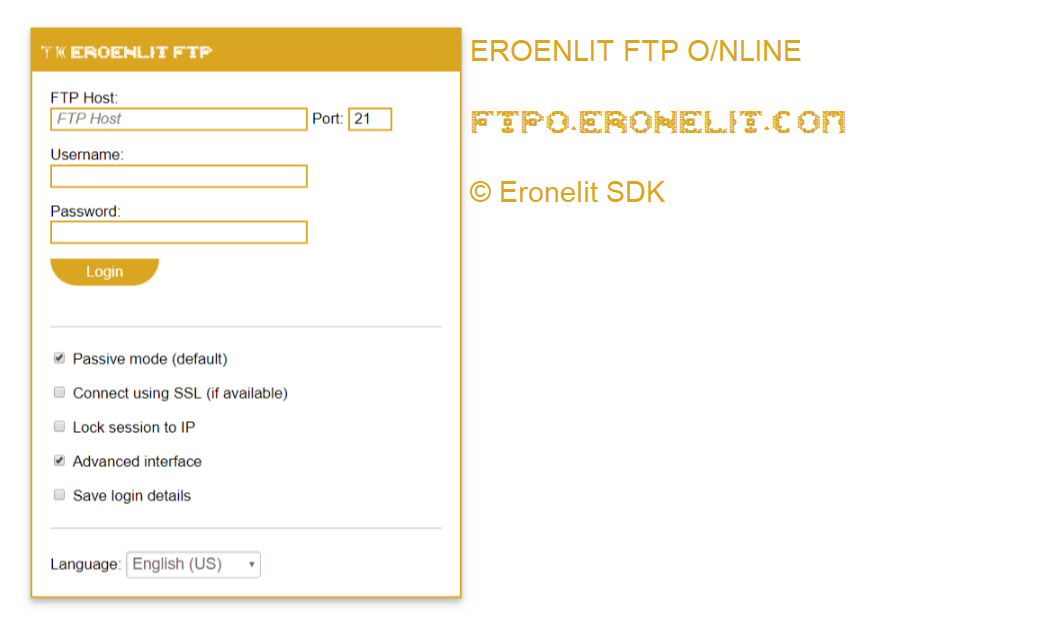 TK EROENLIT FTP
FTP Host:
FTP Host Port: 21
Username:
Password:
Login
Passive mode (default)
Connect using SSL (if available)
Lock session to IP
Advanced interface
Save login details
Language: English (US)
EROENLIT FTP O/NLINE
FTPO.ERONELIT.COM
© Eronelit SDK